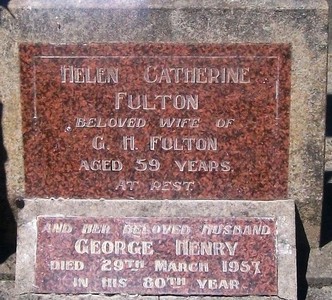 HELEN CATHERINE
FULTON
BELOVED WIFE OF
G. H. FULTON
AGED 59 YEARS.
AT REST.
AND HER BELOVED HUSBAND
GEORGE HENRY
DIED 29TH MARCH 1957
IN HIS 80TH YEAR